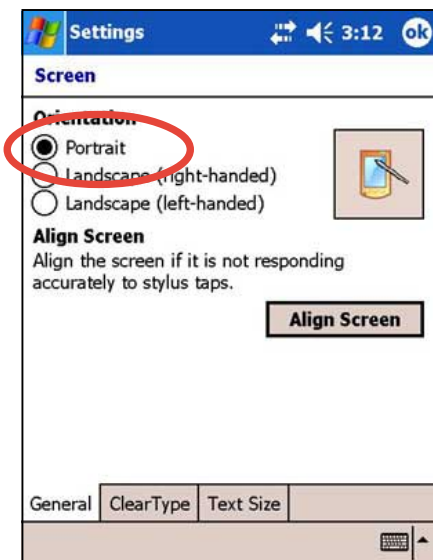 Settings 3:12 ok
Screen
Orientation
Portrait
Landscape (right-handed)
Landscape (left-handed)
Align Screen
Align the screen if it is not responding
accurately to stylus taps.
Align Screen
General ClearType Text Size